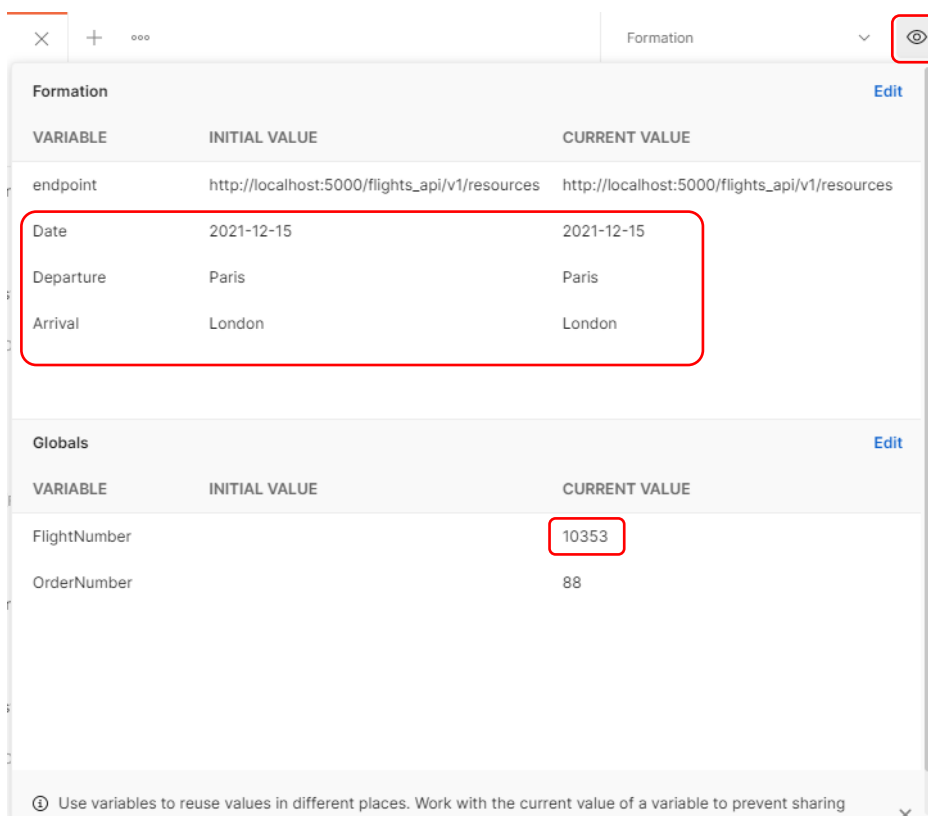 Formation
Formation Edit
VARIABLE INITIAL VALUE CURRENT VALUE
endpoint http://localhost:5000/flights_api/v1/resources http://localhost:5000/flights_api/v1/resources
Date 2021-12-15 2021-12-15
Departure Paris Paris
Arrival London London
Globals Edit
VARIABLE INITIAL VALUE CURRENT VALUE
FlightNumber 10353
OrderNumber 88
Use variables to reuse values in different places. Work with the current value of a variable to prevent sharing